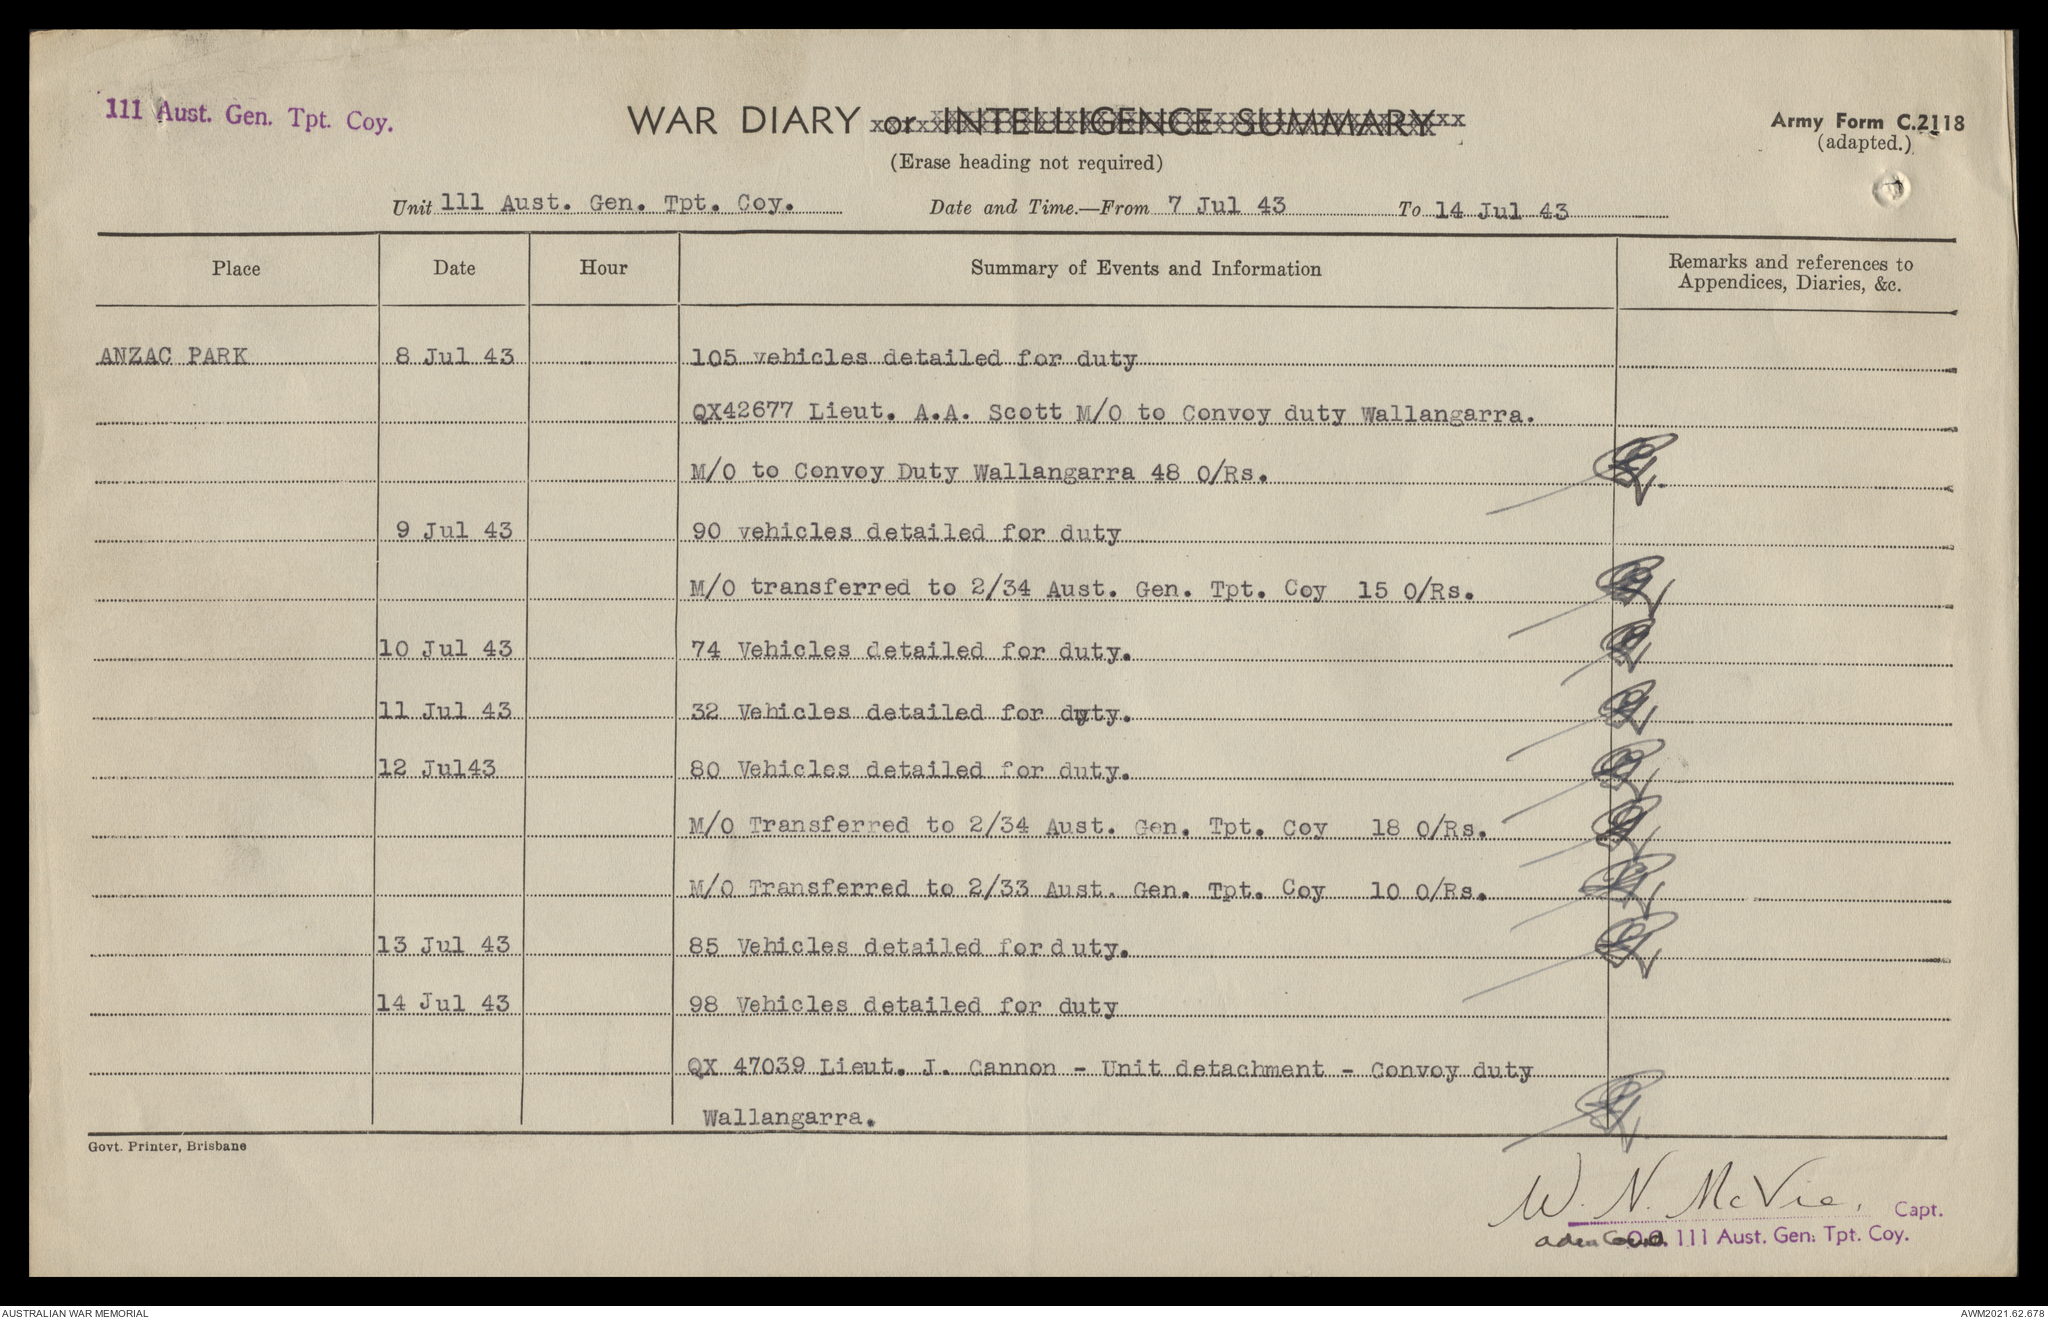 111 Aust. Gen. Tpt. Coy.
WAR DIARY or INTELLIGENCE SUMMARY
(Erase heading not required)
Army Form C.2118
(adapted.)
Unit 111 Aust. Gen. Tpt. Coy. Date and Time.—From 7 Jul 43 To 14 Jul 43
Place Date Hour Summary of Events and Information Remarks and references to
Appendices, Diaries, &c.
ANZAC PARK 8 Jul 43 105 vehicles detailed for duty
QX42677 Lieut. A.A. Scott M/O to Convoy duty Wallangarra.
M/O to Convoy Duty Wallangarra 48 O/Rs.
9 Jul 43 90 vehicles detailed for duty
M/O transferred to 2/34 Aust. Gen. Tpt. Coy 15 O/Rs.
10 Jul 43 74 Vehicles detailed for duty.
11 Jul 43 32 Vehicles detailed for duty.
12 Jul43 80 Vehicles detailed for duty.
M/O Transferred to 2/34 Aust. Gen. Tpt. Coy 18 O/Rs.
M/O Transferred to 2/33 Aust. Gen. Tpt. Coy 10 O/Rs.
13 Jul 43 85 Vehicles detailed for duty.
14 Jul 43 98 Vehicles detailed for duty
QX 47039 Lieut. J. Cannon - Unit detachment - Convoy duty
Wallangarra.
Govt. Printer, Brisbane
W. N. McVie, Capt.
111 Aust. Gen. Tpt. Coy.
AUSTRALIAN WAR MEMORIAL
AWM2021.62.678